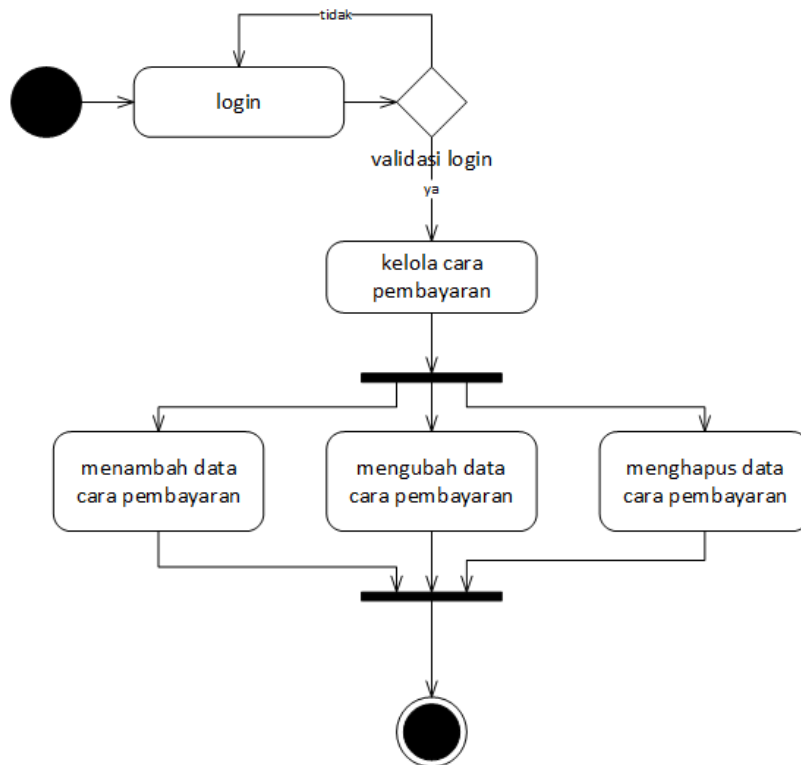 tidak
login
validasi login
ya
kelola cara
pembayaran
menambah data
cara pembayaran
mengubah data
cara pembayaran
menghapus data
cara pembayaran